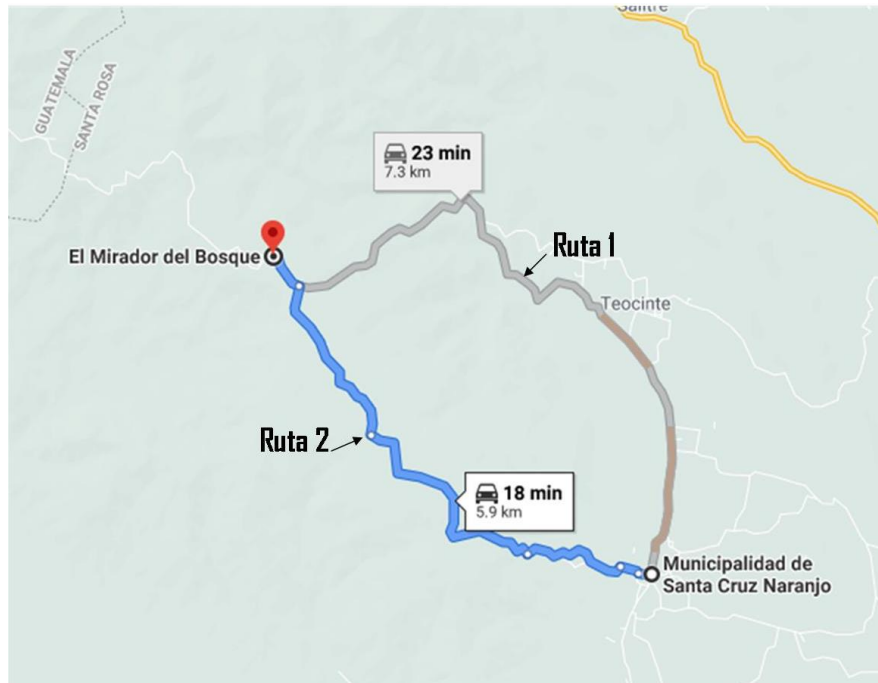 Salitre
GUATEMALA
SANTA ROSA
23 min
7.3 km
El Mirador del Bosque
Ruta 1
Teocinte
Ruta 2
18 min
5.9 km
Municipalidad de
Santa Cruz Naranjo